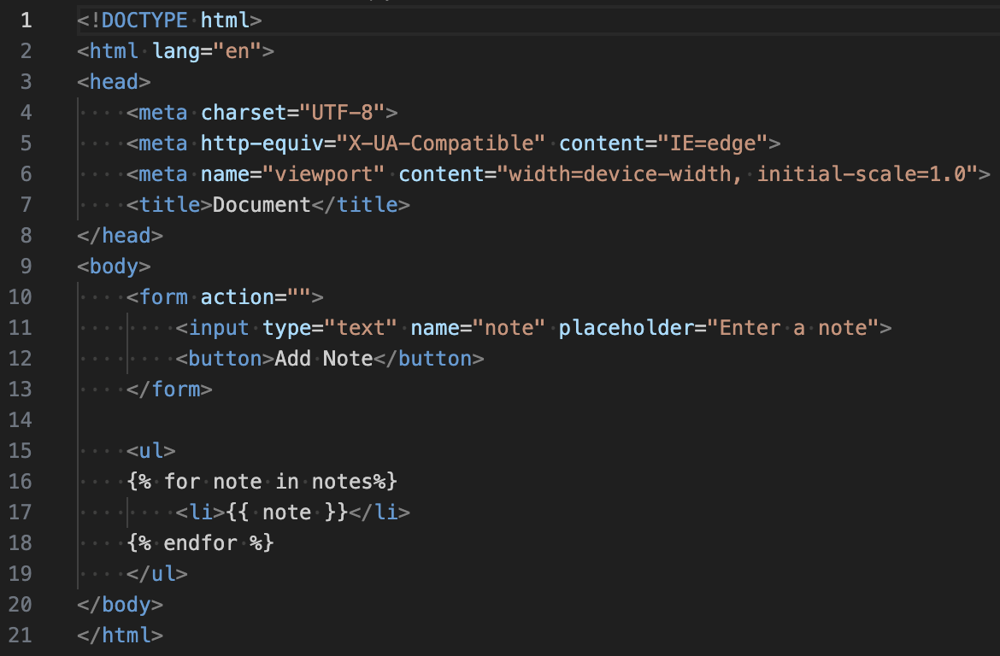 1 <!DOCTYPE html>
2 <html lang="en">
3 <head>
4     <meta charset="UTF-8">
5     <meta http-equiv="X-UA-Compatible" content="IE=edge">
6     <meta name="viewport" content="width=device-width, initial-scale=1.0">
7     <title>Document</title>
8 </head>
9 <body>
10     <form action="">
11         <input type="text" name="note" placeholder="Enter a note">
12         <button>Add Note</button>
13     </form>
14
15     <ul>
16     {% for note in notes%}
17         <li>{{ note }}</li>
18     {% endfor %}
19     </ul>
20 </body>
21 </html>